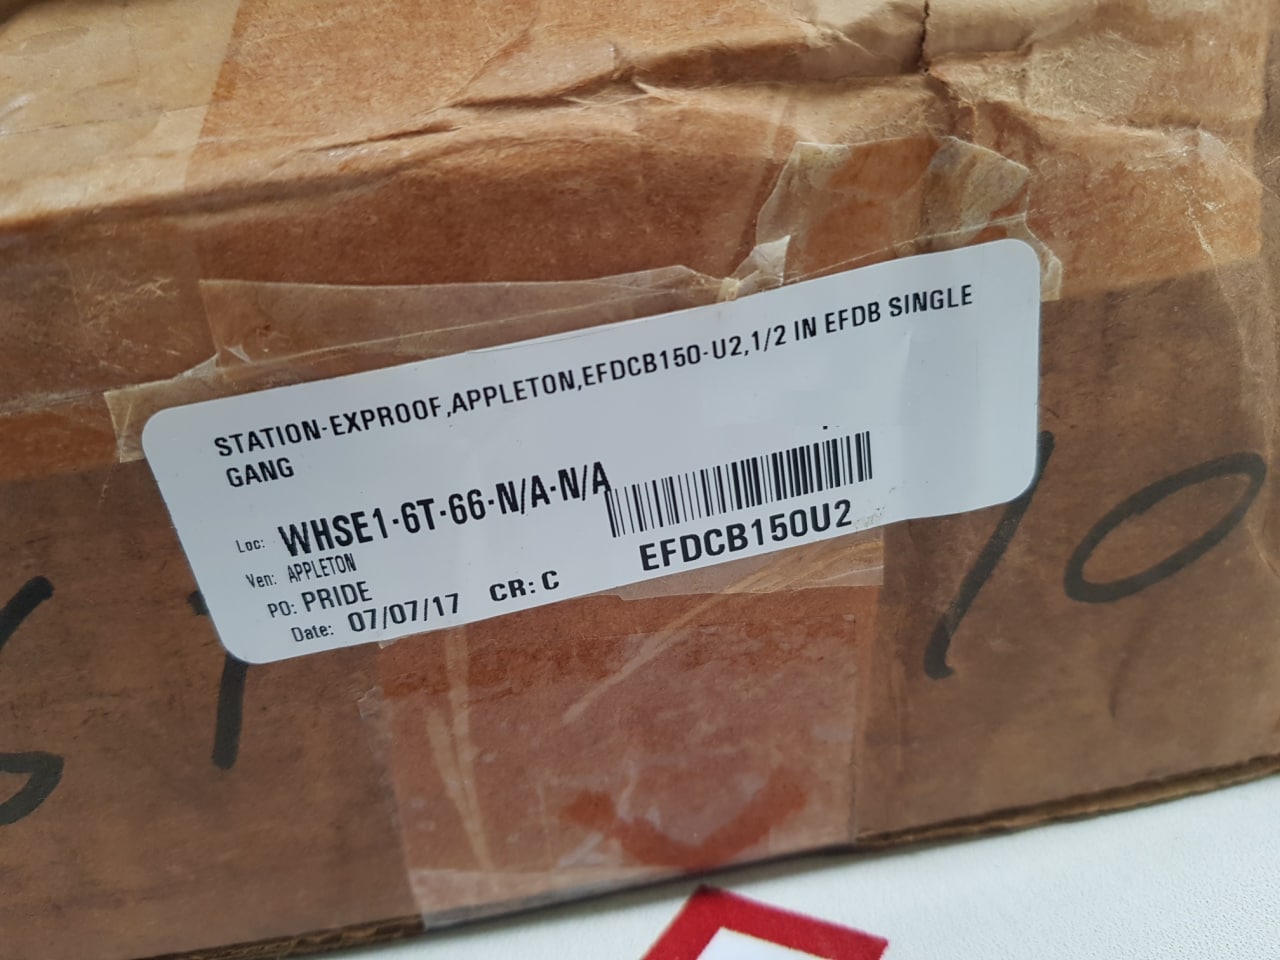 STATION-EXPROOF,APPLETON,EFDCB150-U2,1/2 IN EFDB SINGLE
GANG
Loc: WHSE1-6T-66-N/A-N/A
Ven: APPLETON
PO: PRIDE
Date: 07/07/17 CR: C
EFDCB150U2